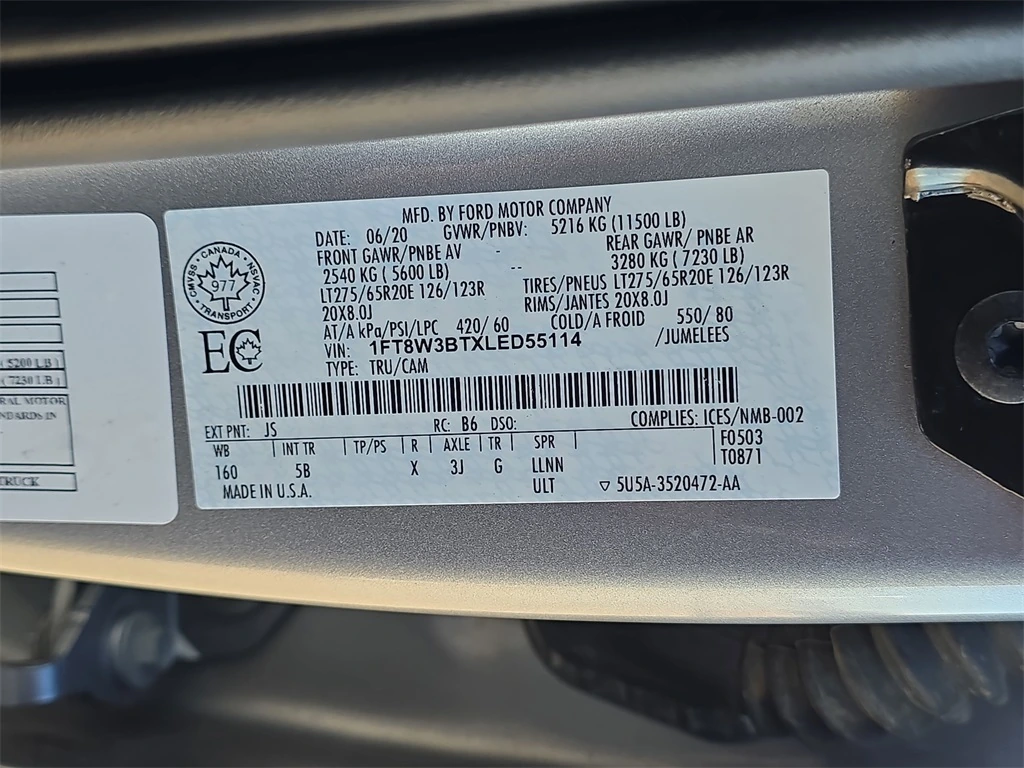 MFD. BY FORD MOTOR COMPANY
DATE: 06/20 GVWR/PNBV: 5216 KG (11500 LB)
FRONT GAWR/PNBE AV - REAR GAWR/ PNBE AR
2540 KG ( 5600 LB) -- 3280 KG ( 7230 LB)
LT275/65R20E 126/123R TIRES/PNEUS LT275/65R20E 126/123R
20X8.0J RIMS/JANTES 20X8.0J
AT/A kPa/PSI/LPC 420/ 60 COLD/A FROID 550/ 80
VIN: 1FT8W3BTXLED55114 /JUMELEES
TYPE: TRU/CAM
CANADA
CMVSS NSVAC
977
TRANSPORT
EC
EXT PNT: JS RC: B6 DSO: COMPLIES: ICES/NMB-002
WB INT TR TP/PS R AXLE TR SPR F0503
160 5B X 3J G LLNN T0871
MADE IN U.S.A. ULT ▽ 5U5A-3520472-AA
( 5200 LB )
( 7230 LB )
RAL MOTOR
NDARDS IN
TRUCK